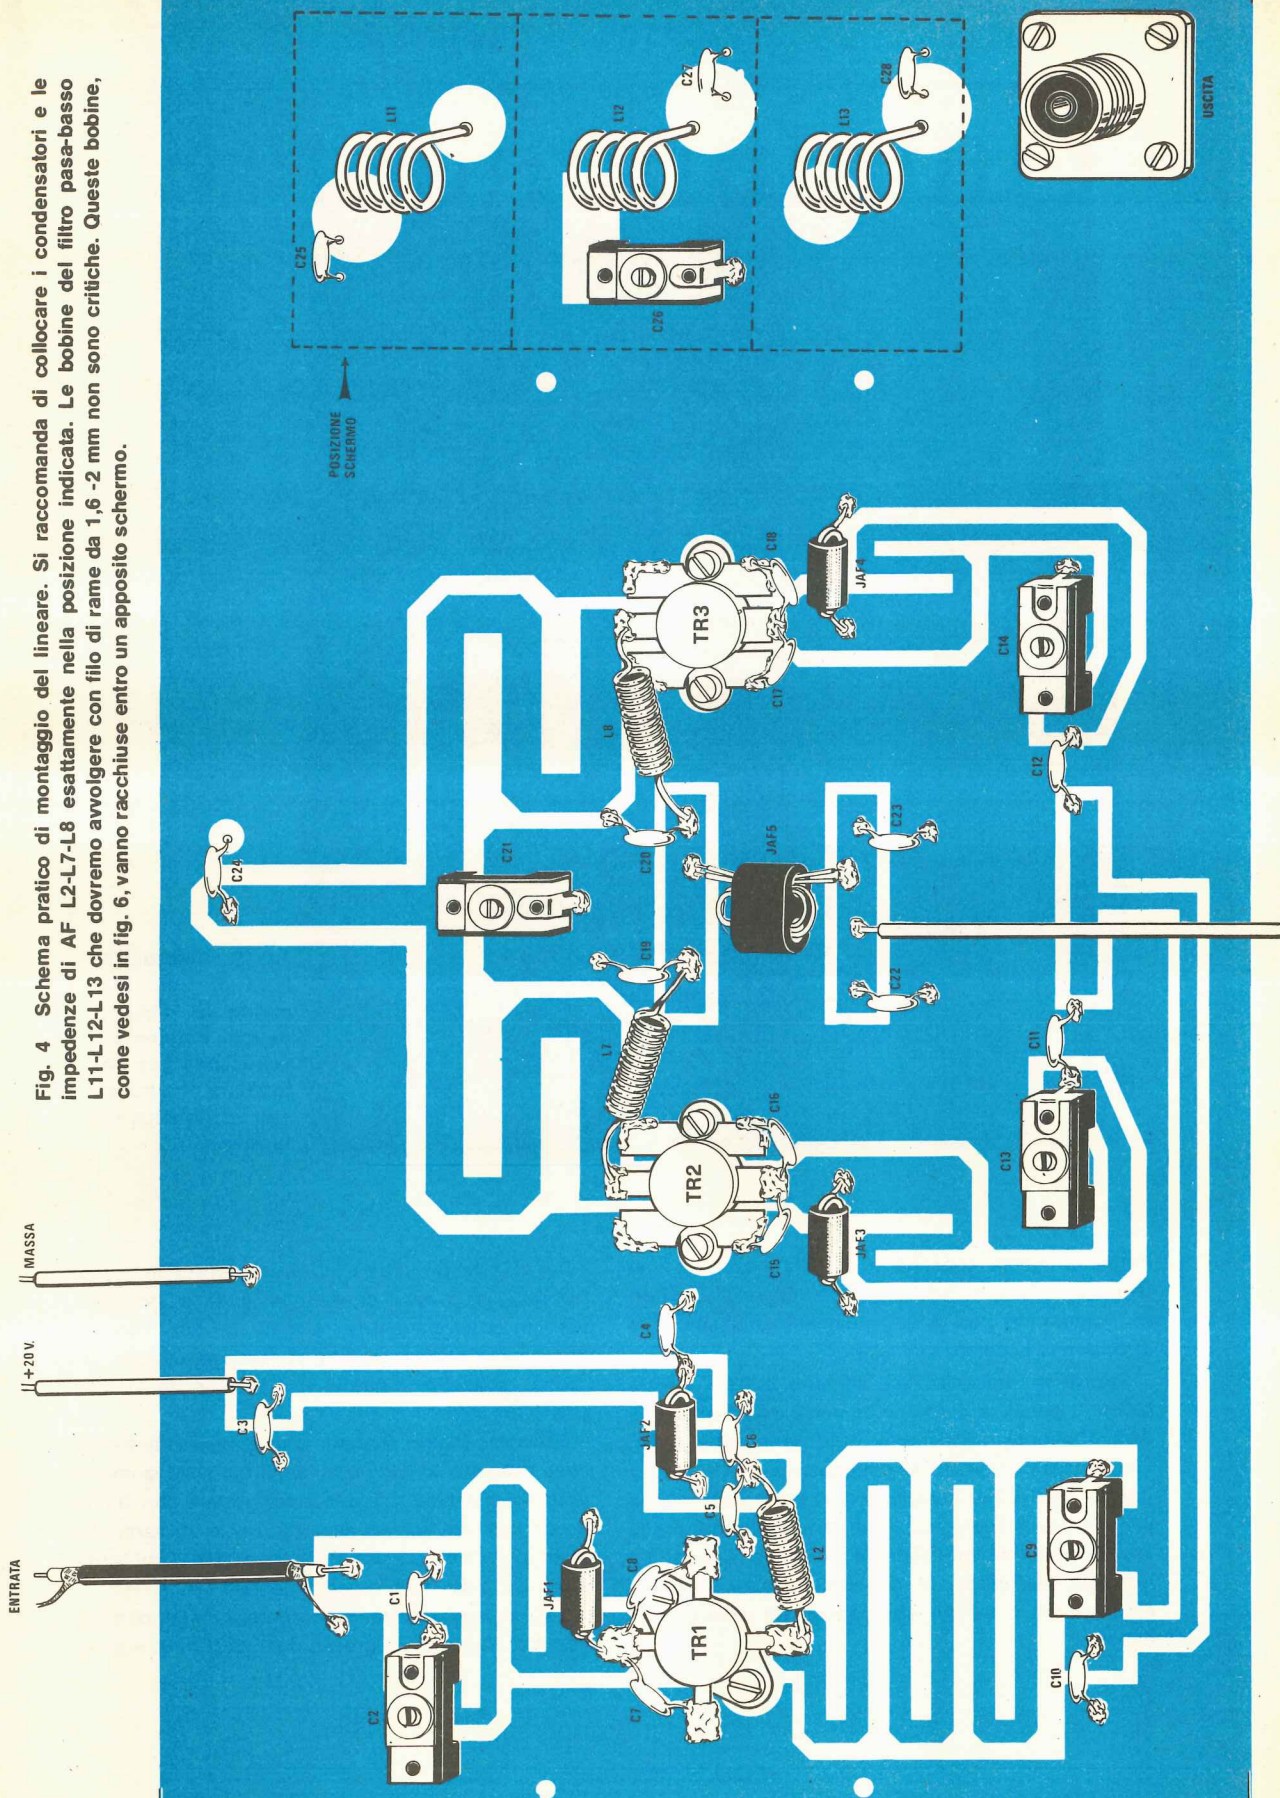 Fig. 4 Schema pratico di montaggio del lineare. Si raccomanda di collocare i condensatori e le
impedenze di AF L2-L7-L8 esattamente nella posizione indicata. Le bobine del filtro pasa-basso
L11-L12-L13 che dovremo avvolgere con filo di rame da 1,6 -2 mm non sono critiche. Queste bobine,
come vedesi in fig. 6, vanno racchiuse entro un apposito schermo.
ENTRATA
+20V.
MASSA
C1
C2
C3
C4
JAF1
JAF2
C5
C6
C7
C8
TR1
L2
C9
C10
C24
C21
L7
L8
C19
C20
TR2
TR3
C15
C16
C17
C18
JAF3
JAF4
JAF5
C22
C23
C11
C12
C13
C14
POSIZIONE
SCHERMO
C25
L11
C26
L12
C27
L13
C28
USCITA